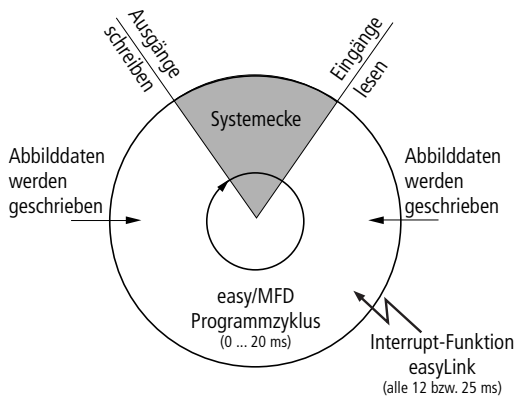 Ausgänge
schreiben
Eingänge
lesen
Systemecke
Abbilddaten
werden
geschrieben
Abbilddaten
werden
geschrieben
easy/MFD
Programmzyklus
(0 ... 20 ms)
Interrupt-Funktion
easyLink
(alle 12 bzw. 25 ms)